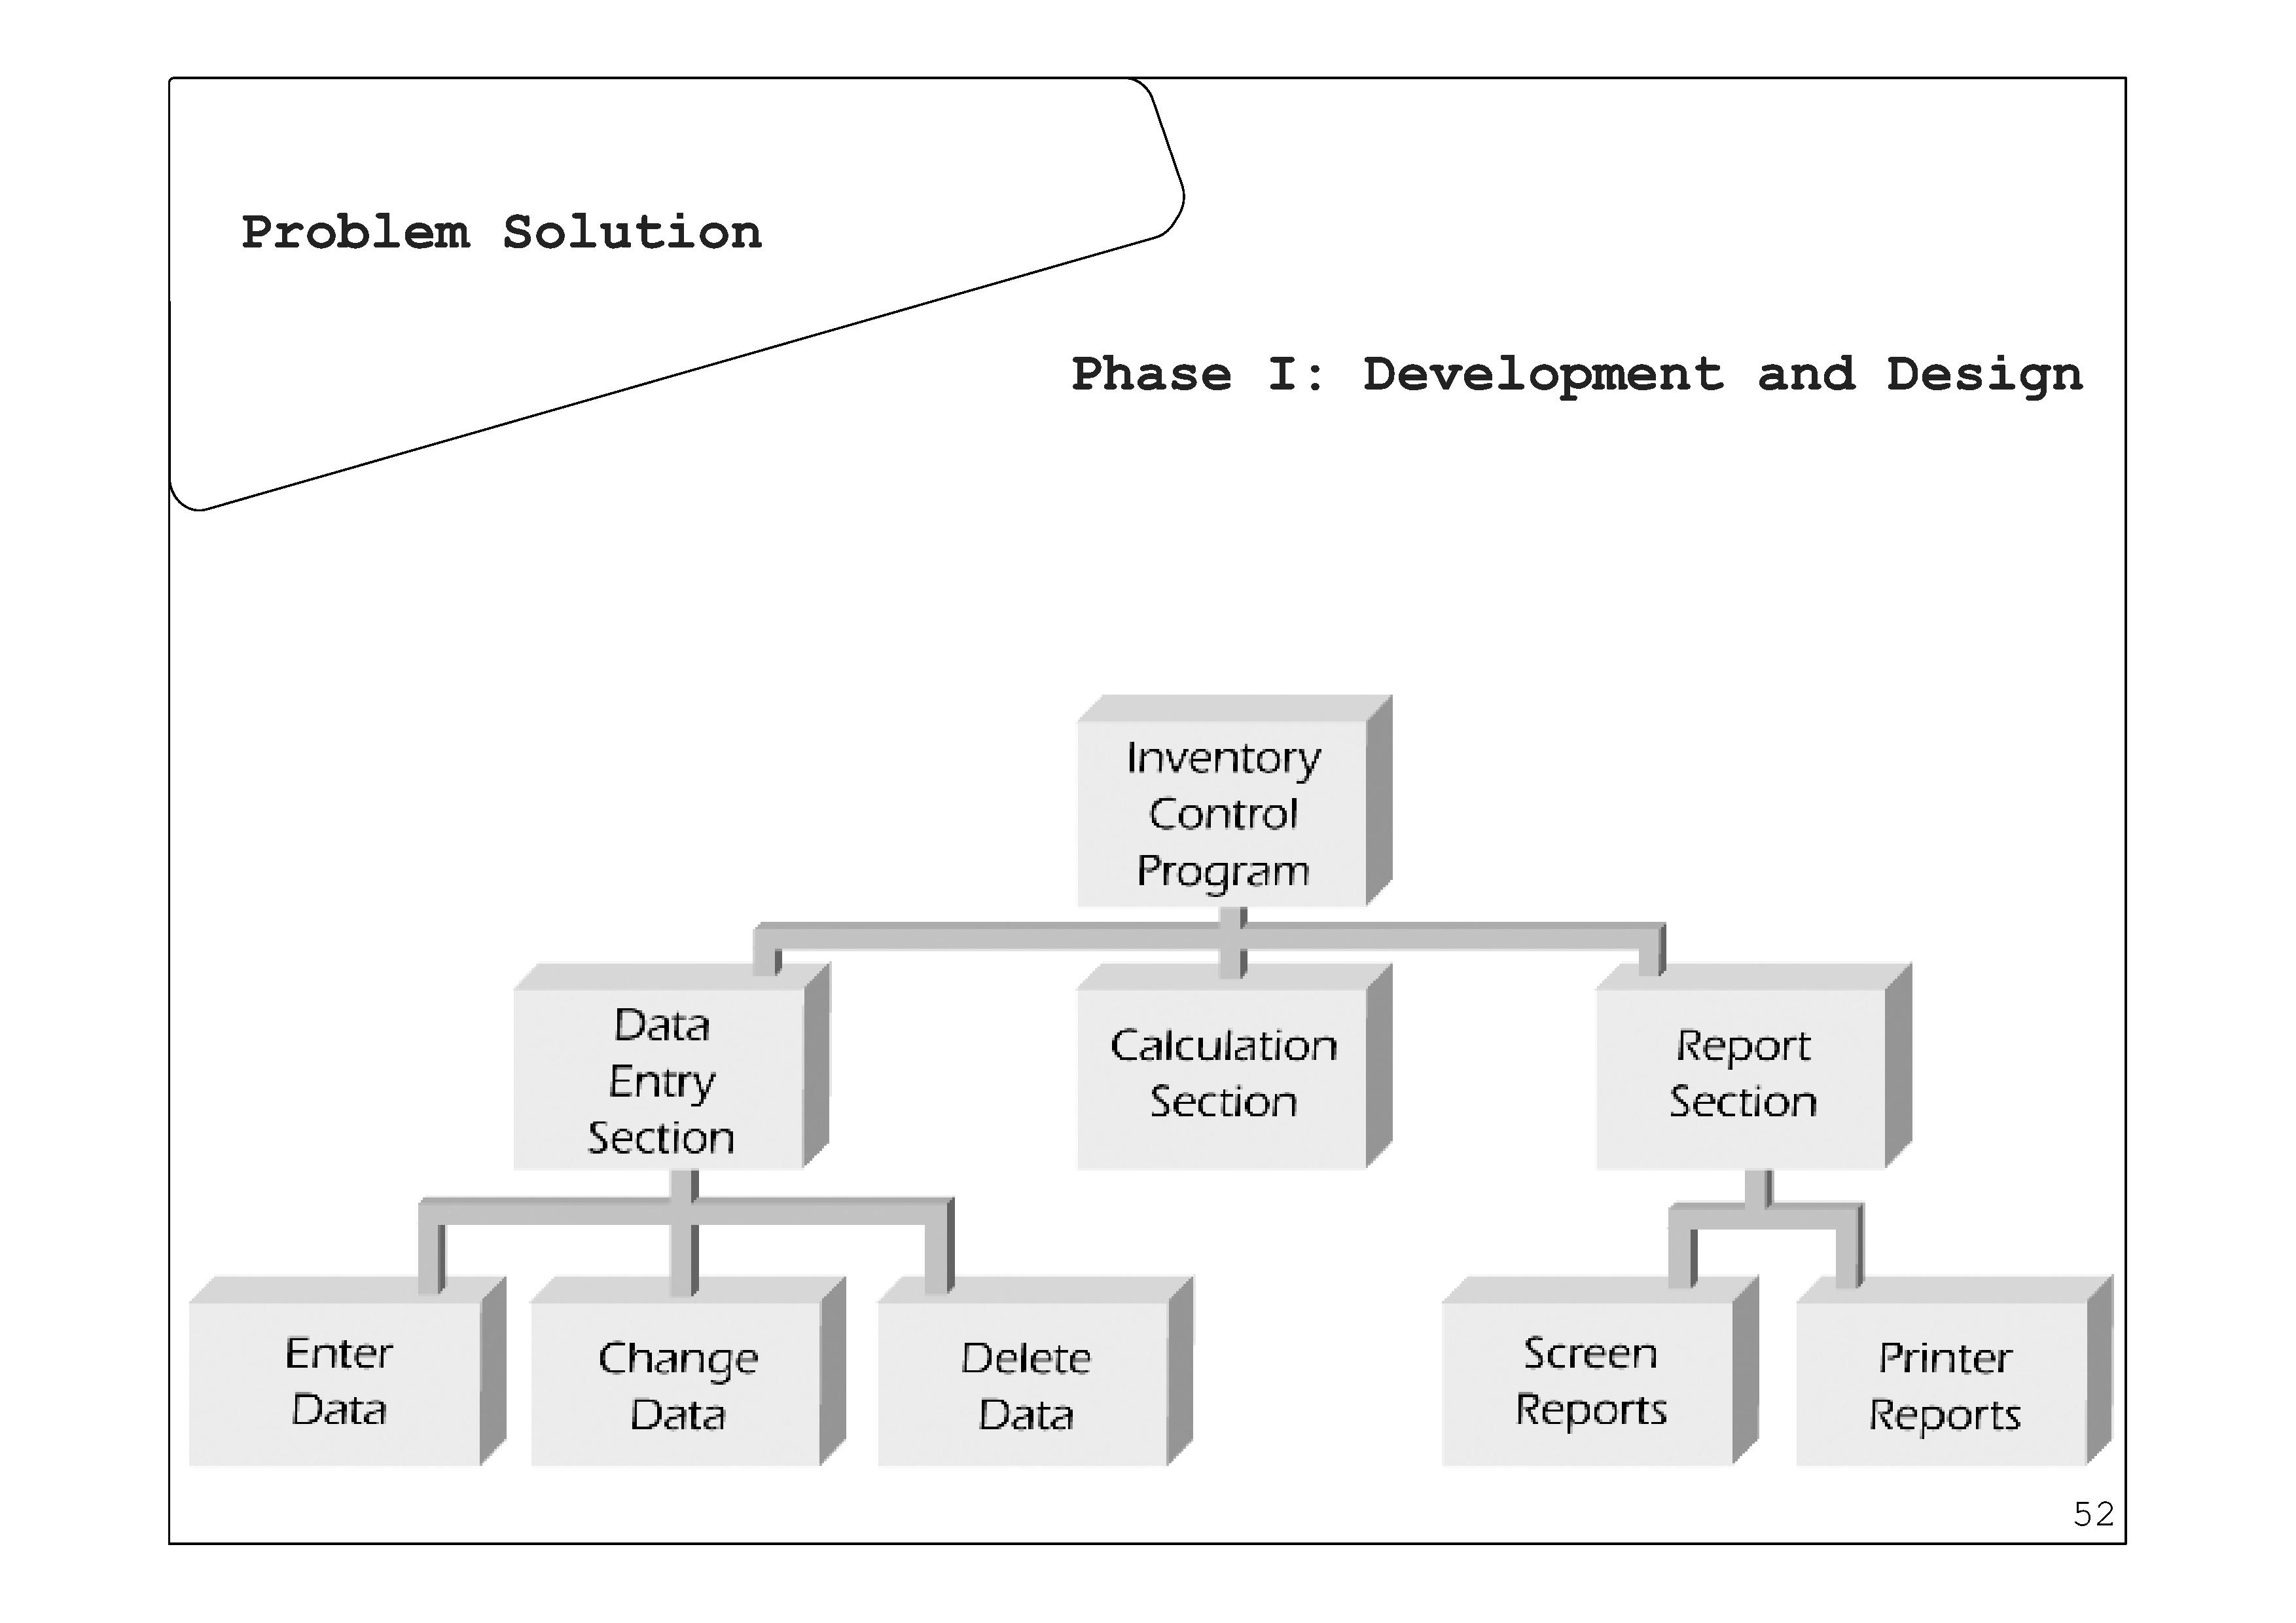 Problem Solution
Phase I: Development and Design
Inventory
Control
Program
Data
Entry
Section
Calculation
Section
Report
Section
Enter
Data
Change
Data
Delete
Data
Screen
Reports
Printer
Reports
52